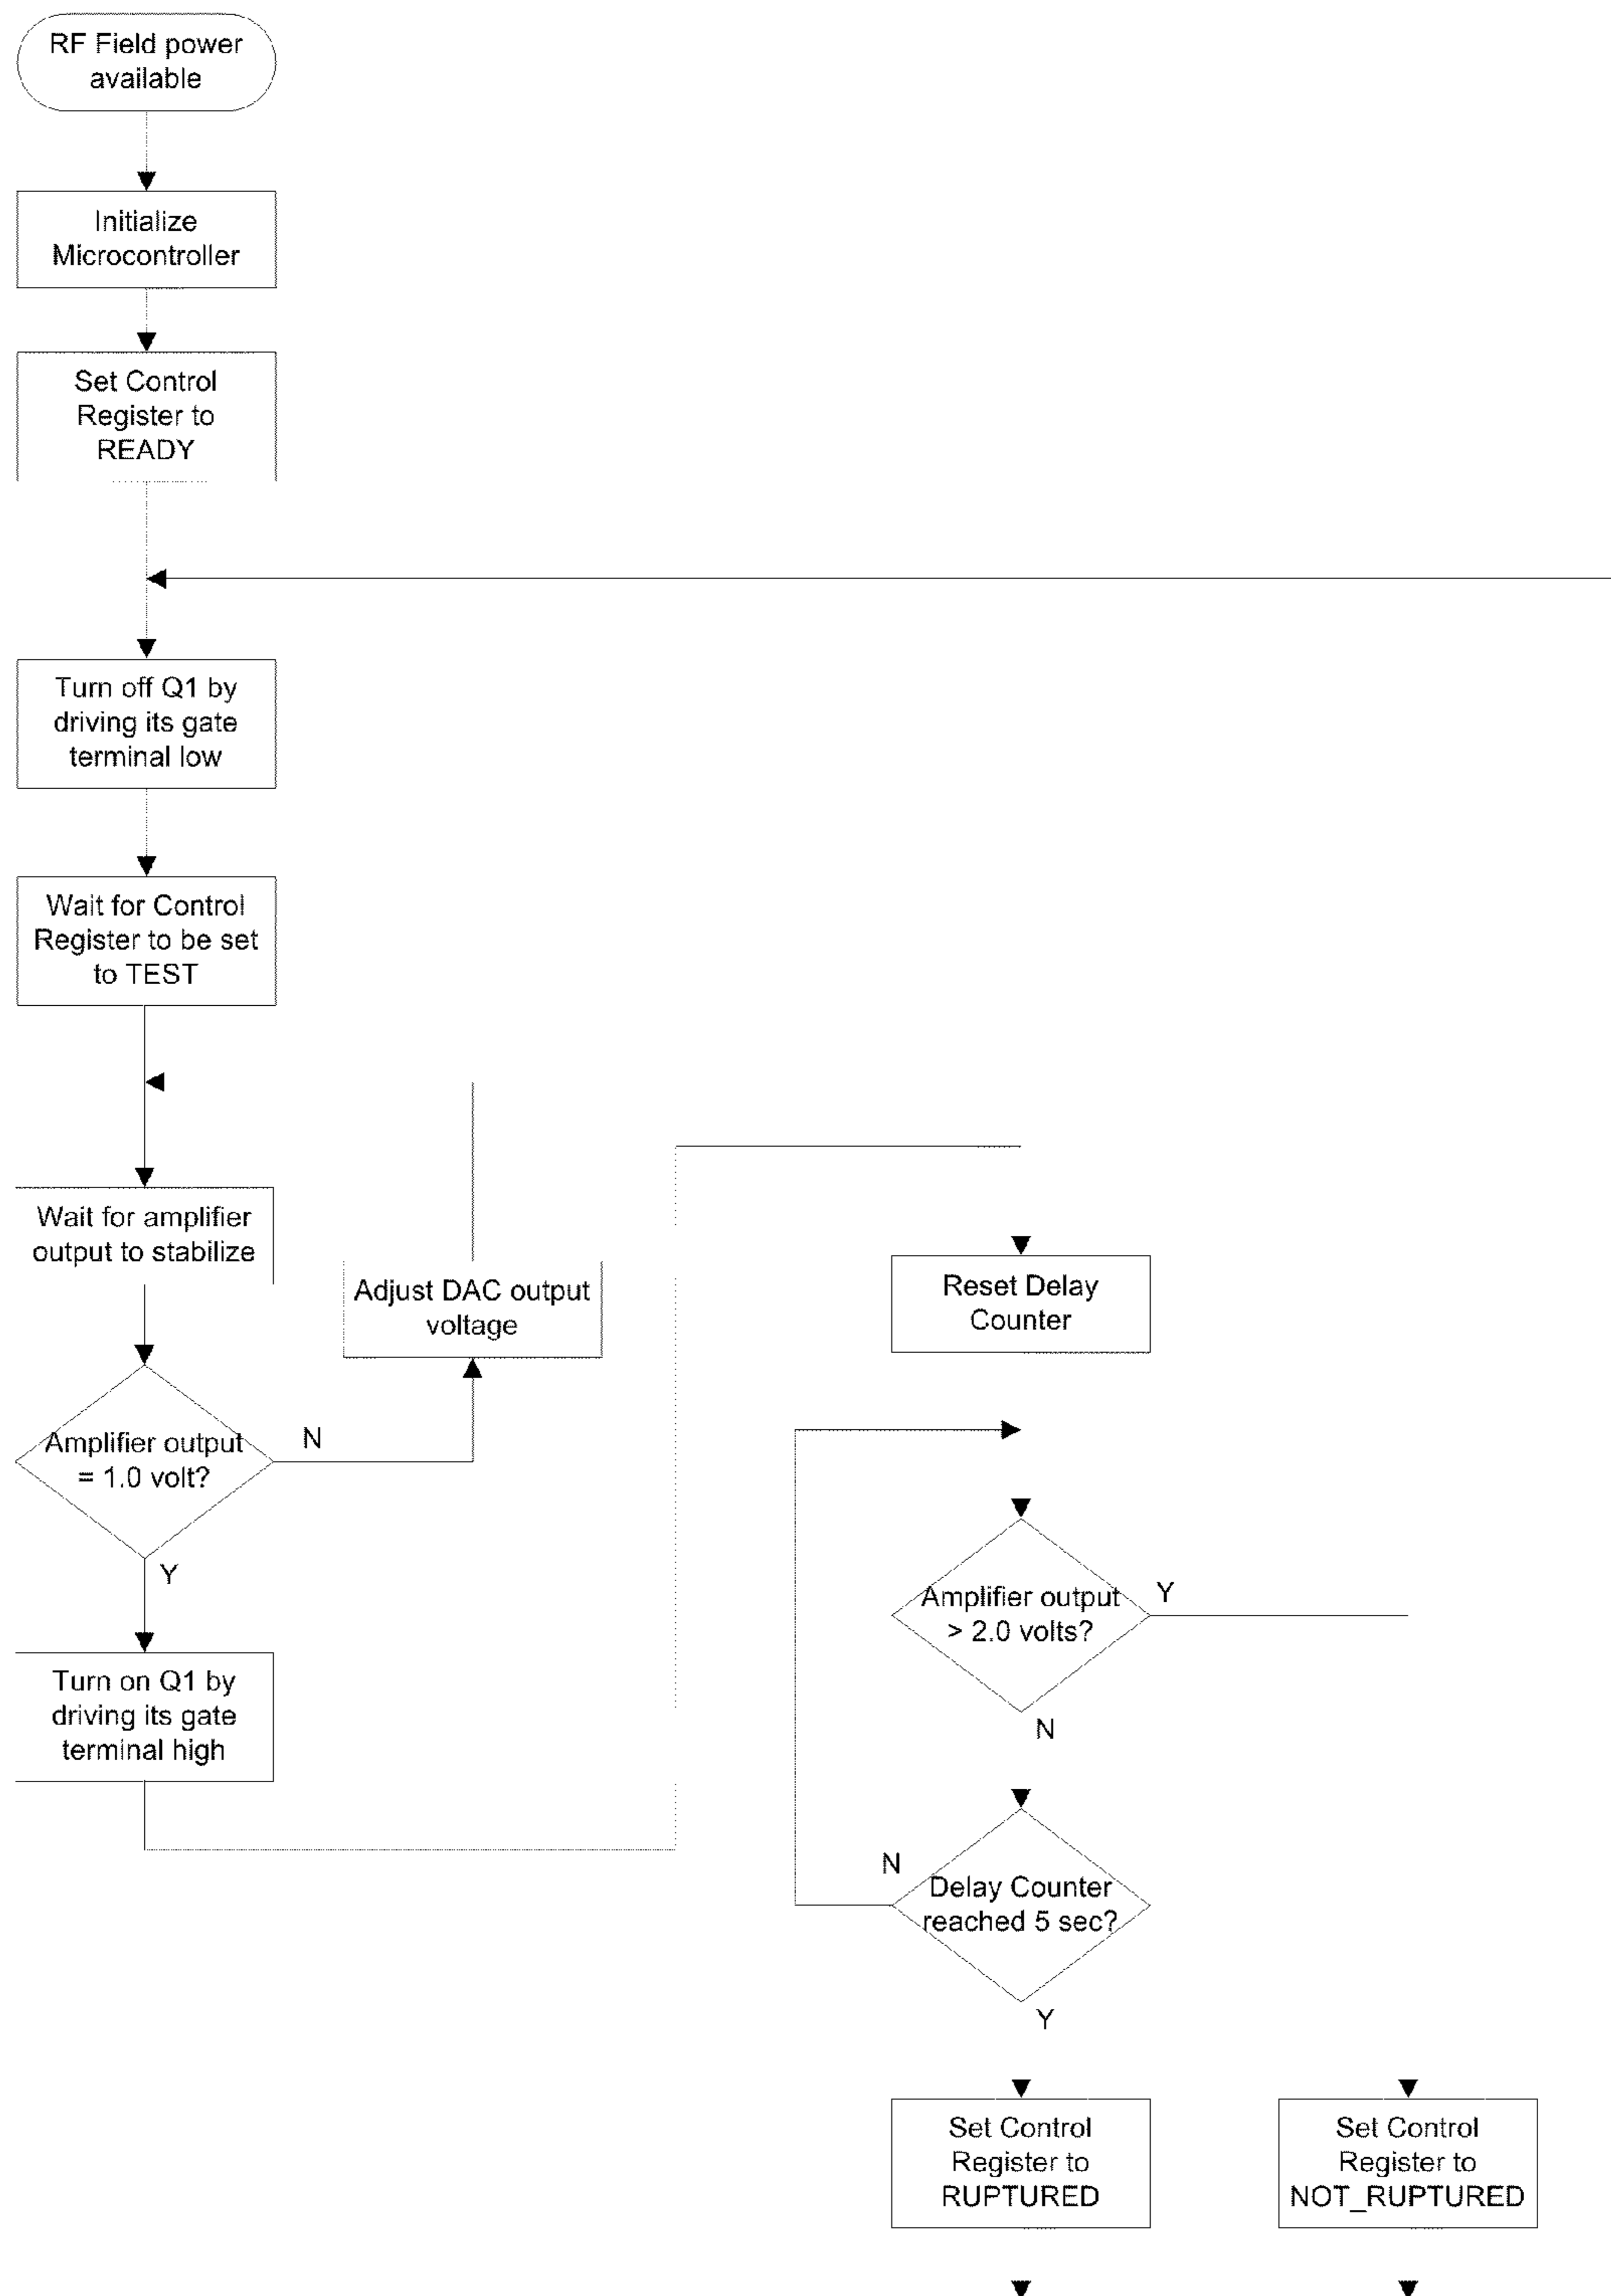 RF Field power
available
Initialize
Microcontroller
Set Control
Register to
READY
Turn off Q1 by
driving its gate
terminal low
Wait for Control
Register to be set
to TEST
Wait for amplifier
output to stabilize
Adjust DAC output
voltage
Amplifier output
= 1.0 volt?
N
Y
Turn on Q1 by
driving its gate
terminal high
Reset Delay
Counter
Amplifier output
> 2.0 volts?
Y
N
Delay Counter
reached 5 sec?
N
Y
Set Control
Register to
RUPTURED
Set Control
Register to
NOT_RUPTURED